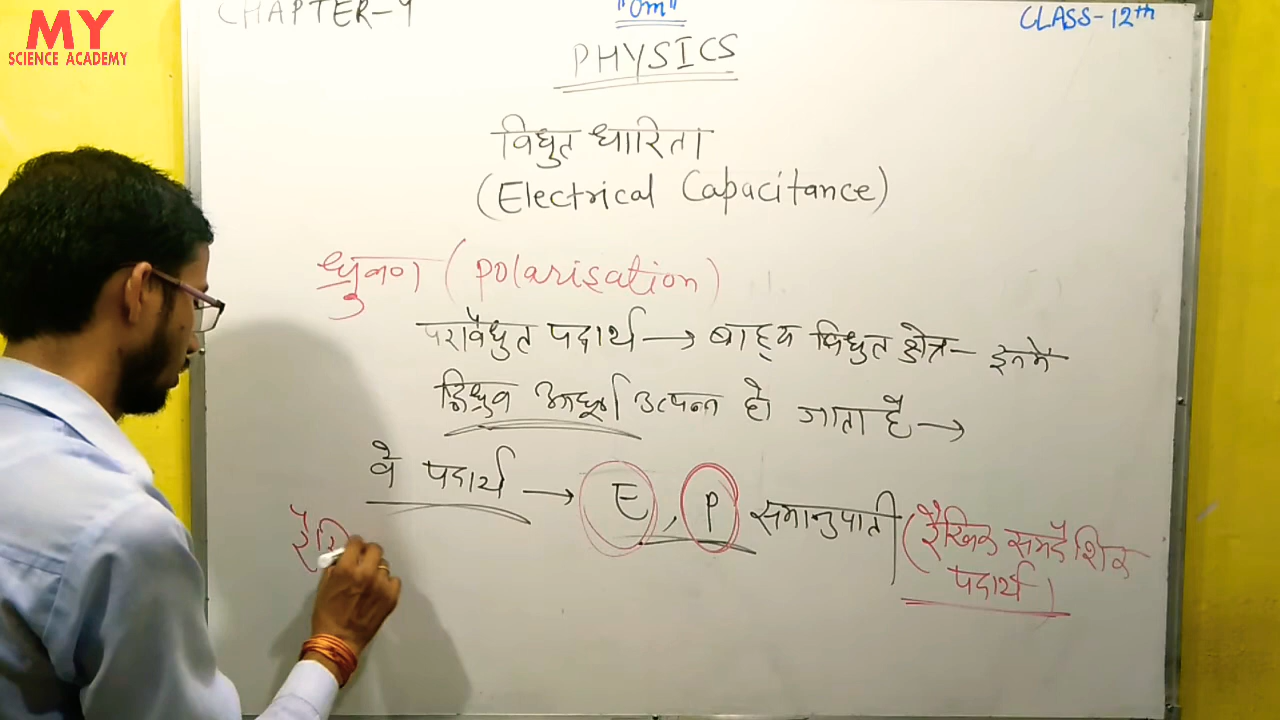 MY
SCIENCE ACADEMY
CHAPTER-4
"Om"
CLASS-12th
PHYSICS
विधुत धारिता
(Electrical Capacitance)
ध्रुवण (polarisation)
परावैधुत पदार्थ → बाह्य विधुत क्षेत्र - इनमें
द्विध्रुव आघूर्ण उत्पन्न हो जाता है →
वे पदार्थ → E, P समानुपाती (रैखिक समदैशिक
पदार्थ)
रैखि